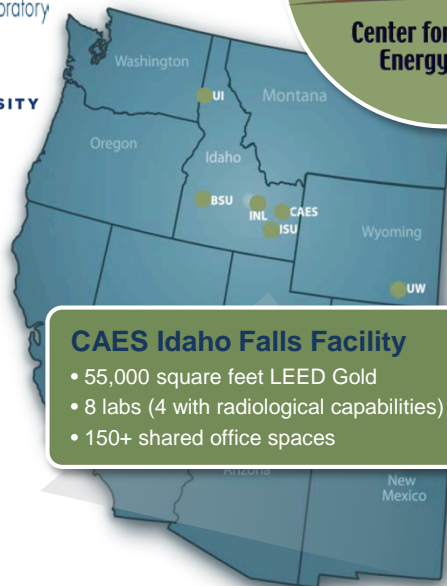 oratory
SITY
Center for
Energy
Washington
UI
Montana
Oregon
Idaho
BSU
INL
CAES
ISU
Wyoming
UW
CAES Idaho Falls Facility
• 55,000 square feet LEED Gold
• 8 labs (4 with radiological capabilities)
• 150+ shared office spaces
Arizona
New
Mexico